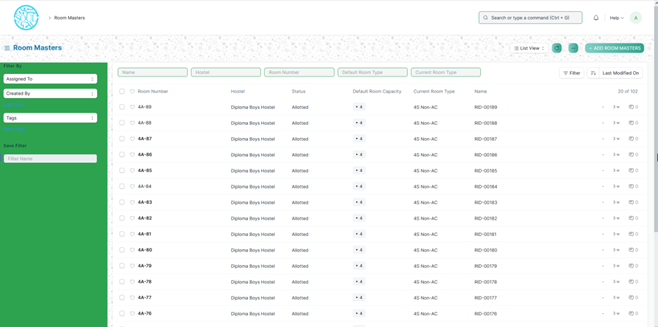 › Room Masters
Search or type a command (Ctrl + G)
Help
A
Room Masters
List View
+ ADD ROOM MASTERS
Filter By
Assigned To
Created By
Tags
Save Filter
Filter Name
Name Hostel Room Number Default Room Type Current Room Type
Filter Last Modified On
Room Number Hostel Status Default Room Capacity Current Room Type Name 20 of 102
4A-89 Diploma Boys Hostel Allotted • 4 4S Non-AC RID-00189 - 3 w 0
4A-88 Diploma Boys Hostel Allotted • 4 4S Non-AC RID-00188 - 3 w 0
4A-87 Diploma Boys Hostel Allotted • 4 4S Non-AC RID-00187 - 3 w 0
4A-86 Diploma Boys Hostel Allotted • 4 4S Non-AC RID-00186 - 3 w 0
4A-85 Diploma Boys Hostel Allotted • 4 4S Non-AC RID-00185 - 3 w 0
4A-84 Diploma Boys Hostel Allotted • 4 4S Non-AC RID-00184 - 3 w 0
4A-83 Diploma Boys Hostel Allotted • 4 4S Non-AC RID-00183 - 3 w 0
4A-82 Diploma Boys Hostel Allotted • 4 4S Non-AC RID-00182 - 3 w 0
4A-81 Diploma Boys Hostel Allotted • 4 4S Non-AC RID-00181 - 3 w 0
4A-80 Diploma Boys Hostel Allotted • 4 4S Non-AC RID-00180 - 3 w 0
4A-79 Diploma Boys Hostel Allotted • 4 4S Non-AC RID-00179 - 3 w 0
4A-78 Diploma Boys Hostel Allotted • 4 4S Non-AC RID-00178 - 3 w 0
4A-77 Diploma Boys Hostel Allotted • 4 4S Non-AC RID-00177 - 3 w 0
4A-76 Diploma Boys Hostel Allotted • 4 4S Non-AC RID-00176 - 3 w 0